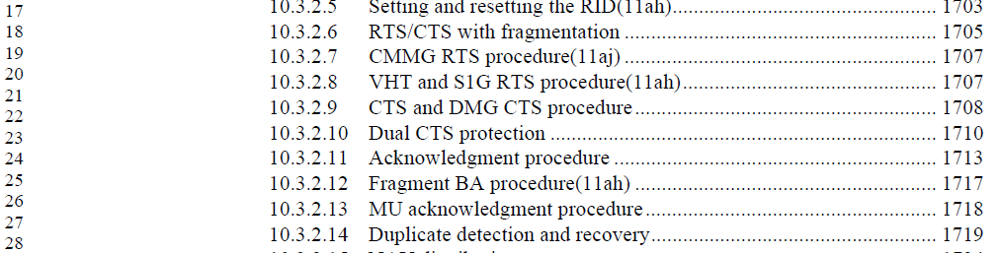 17 10.3.2.5 Setting and resetting the RID(11ah)................................................ 1703
18 10.3.2.6 RTS/CTS with fragmentation ........................................................ 1705
19 10.3.2.7 CMMG RTS procedure(11aj) ........................................................ 1707
20 10.3.2.8 VHT and S1G RTS procedure(11ah).............................................. 1707
21 10.3.2.9 CTS and DMG CTS procedure....................................................... 1708
22 10.3.2.10 Dual CTS protection ...................................................................... 1710
23 10.3.2.11 Acknowledgment procedure .......................................................... 1713
24 10.3.2.12 Fragment BA procedure(11ah) ....................................................... 1717
25 10.3.2.13 MU acknowledgment procedure..................................................... 1718
26 10.3.2.14 Duplicate detection and recovery.................................................... 1719
27
28